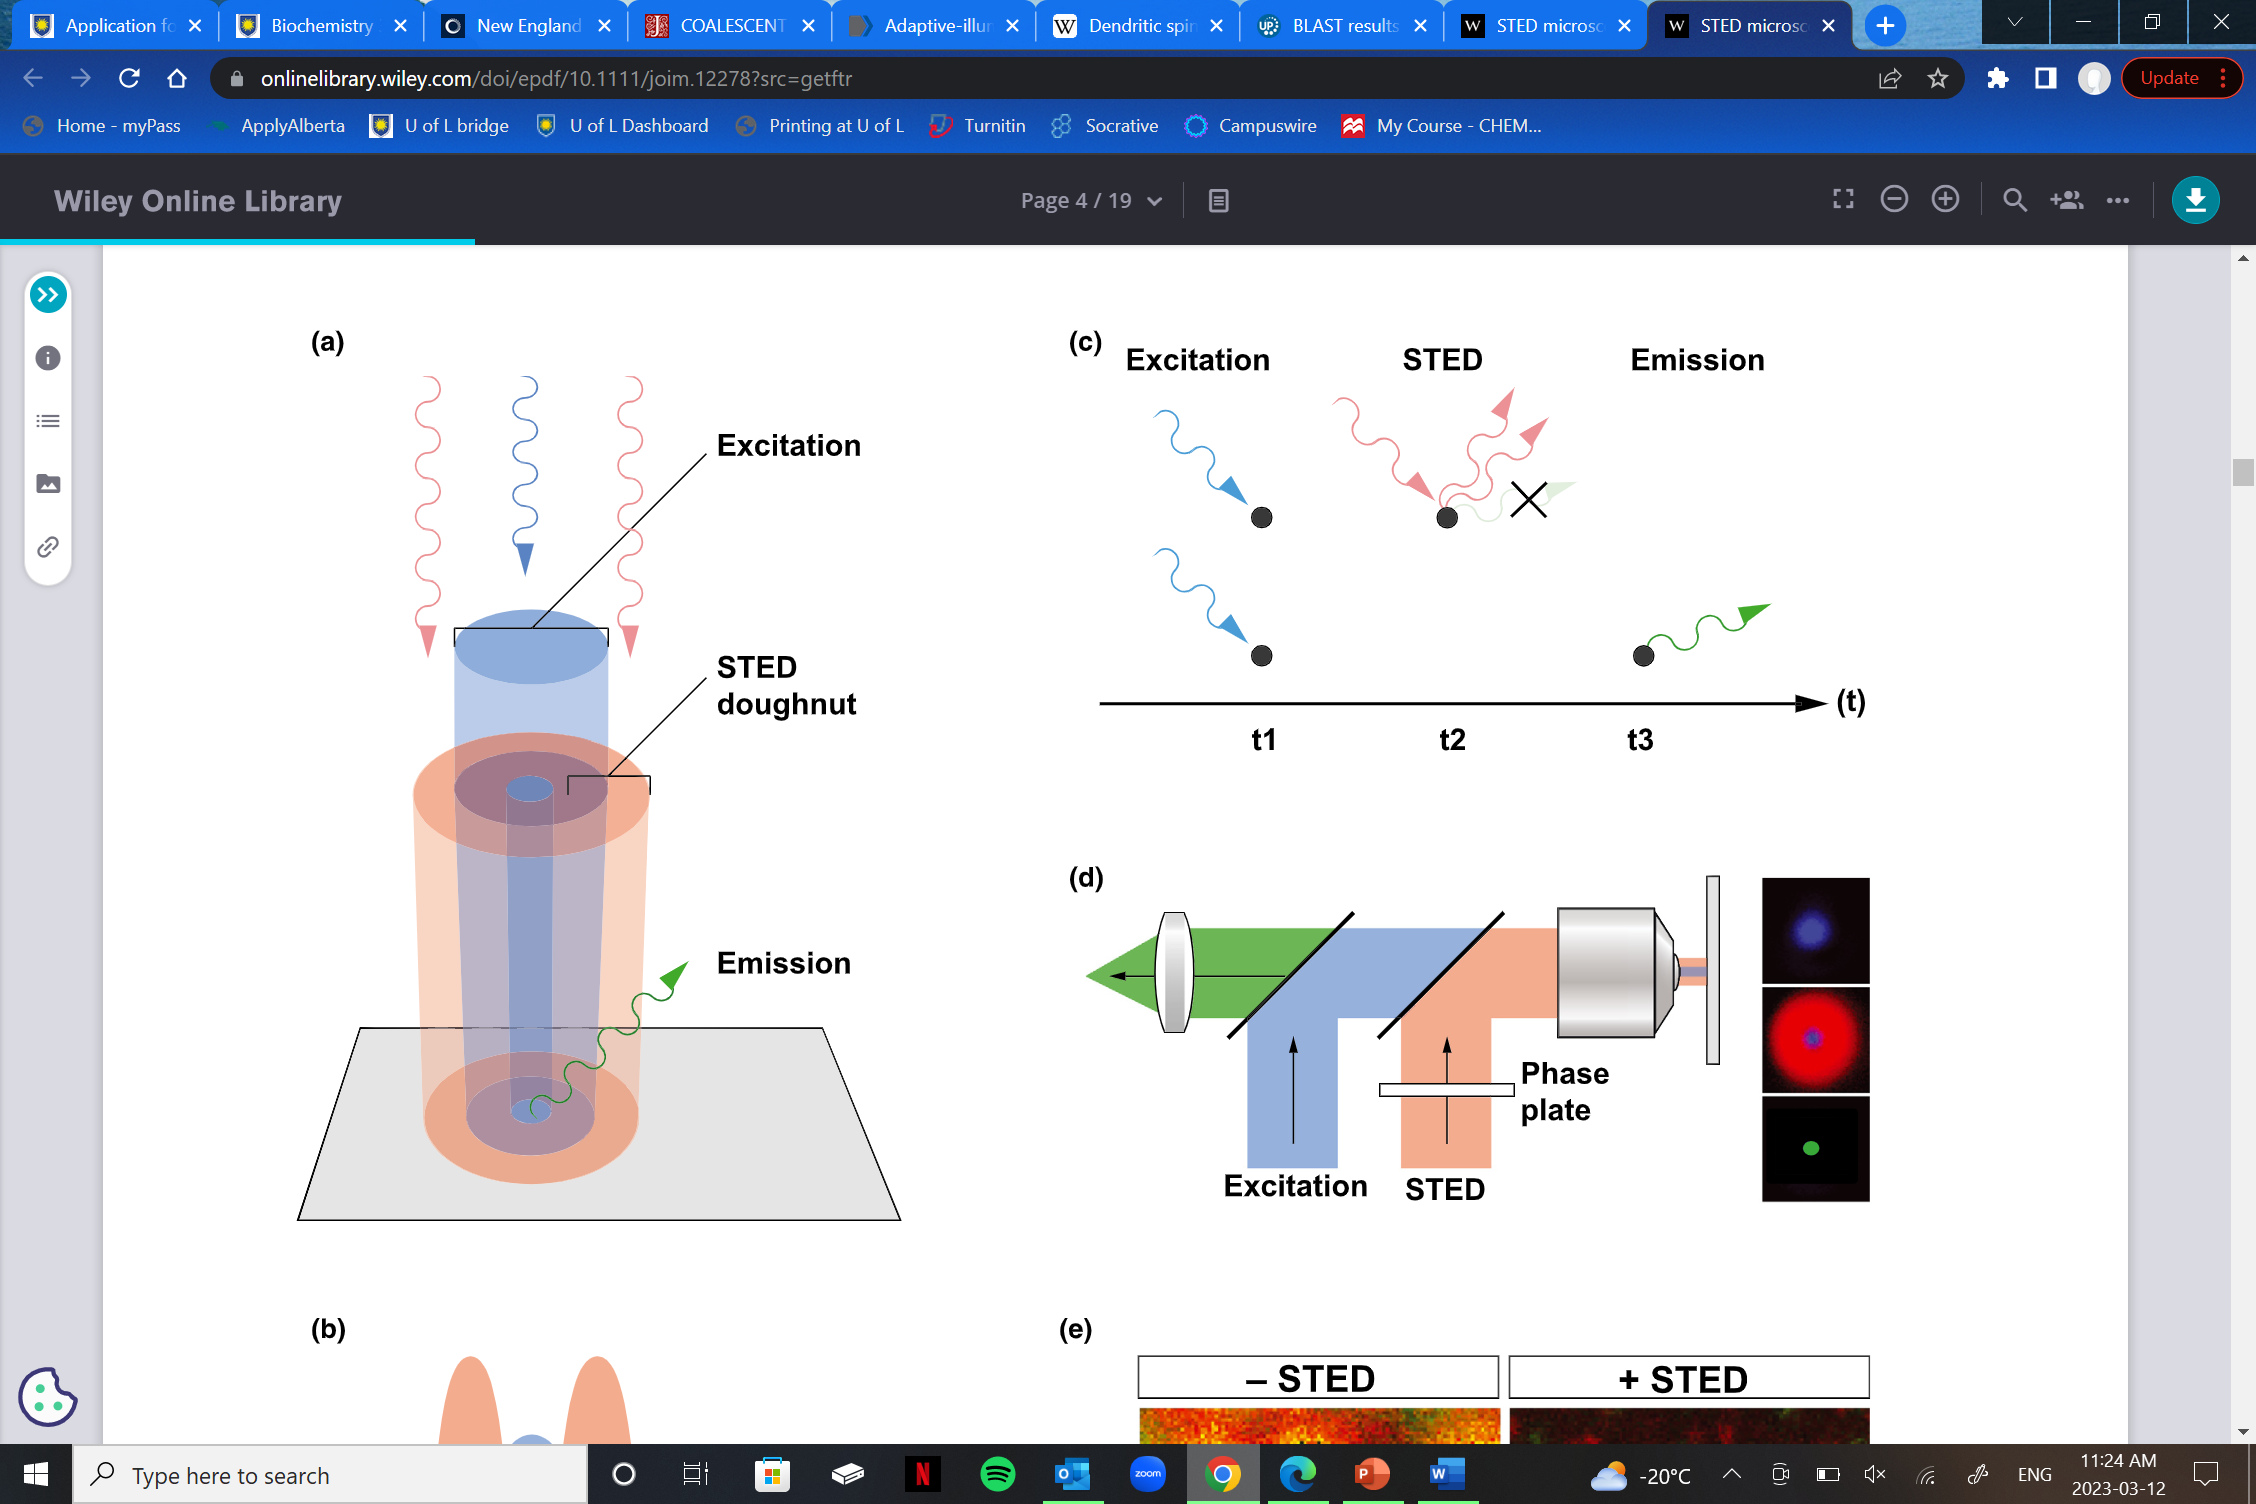 Application fo
Biochemistry
New England
COALESCENT
Adaptive-illur
Dendritic spin
BLAST results
STED microsc
STED microsc
onlinelibrary.wiley.com/doi/epdf/10.1111/joim.12278?src=getftr
Update
Home - myPass
ApplyAlberta
U of L bridge
U of L Dashboard
Printing at U of L
Turnitin
Socrative
Campuswire
My Course - CHEM...
Wiley Online Library
Page 4 / 19
(a)
Excitation
STED
doughnut
Emission
(c)
Excitation
STED
Emission
(t)
t1
t2
t3
(d)
Phase
plate
Excitation
STED
(b)
(e)
– STED
+ STED
Type here to search
zoom
-20°C
ENG
11:24 AM
2023-03-12